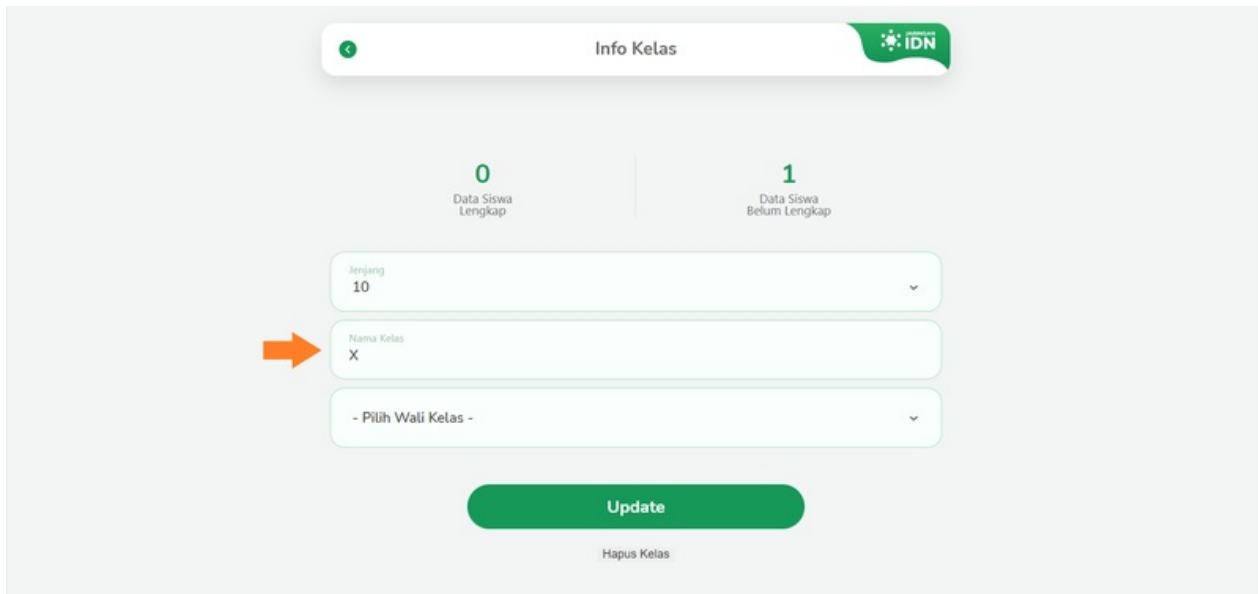 Info Kelas
JARINGAN
IDN
0
Data Siswa
Lengkap
1
Data Siswa
Belum Lengkap
Jenjang
10
Nama Kelas
X
- Pilih Wali Kelas -
Update
Hapus Kelas